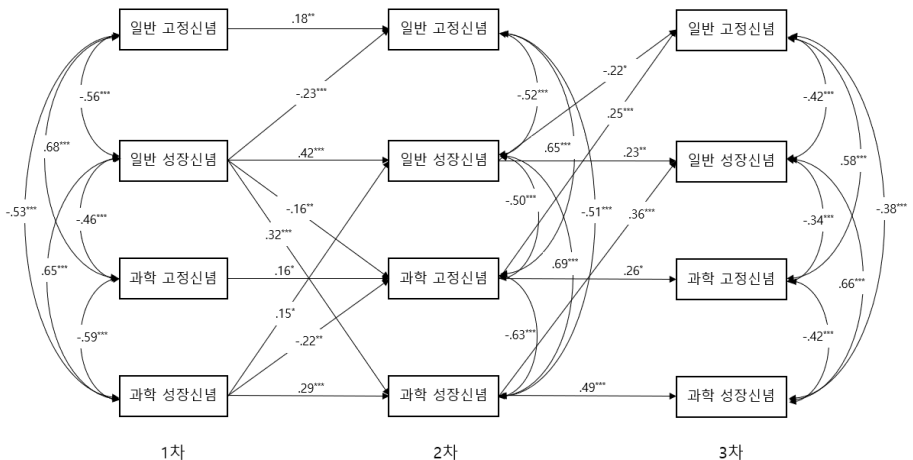 일반 고정신념
.18**
일반 고정신념
일반 고정신념
-.56***
-.23***
-.52***
-.22*
.25***
-.42***
.68***
일반 성장신념
.42***
일반 성장신념
.65***
.23**
일반 성장신념
.58***
-.53***
-.46***
-.16**
.32***
-.50***
-.51***
.36***
-.34***
-.38***
.65***
과학 고정신념
.16*
과학 고정신념
.69***
.26*
과학 고정신념
.66***
-.59***
.15*
-.22**
-.63***
-.42***
과학 성장신념
.29***
과학 성장신념
.49***
과학 성장신념
1차
2차
3차